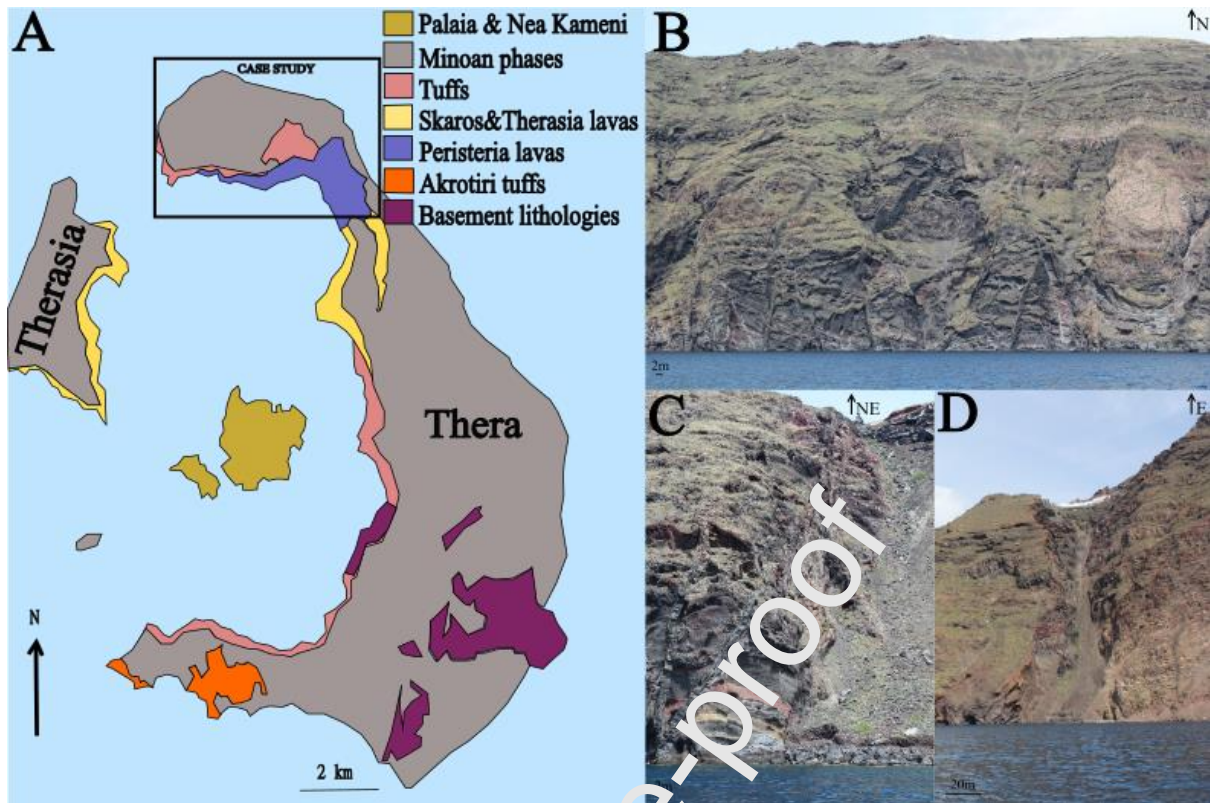 A
Palaia & Nea Kameni
Minoan phases
Tuffs
Skaros&Therasia lavas
Peristeria lavas
Akrotiri tuffs
Basement lithologies
CASE STUDY
Therasia
Thera
N
2 km
B
↑N
2m
C
↑NE
D
↑E
20m
e-proof